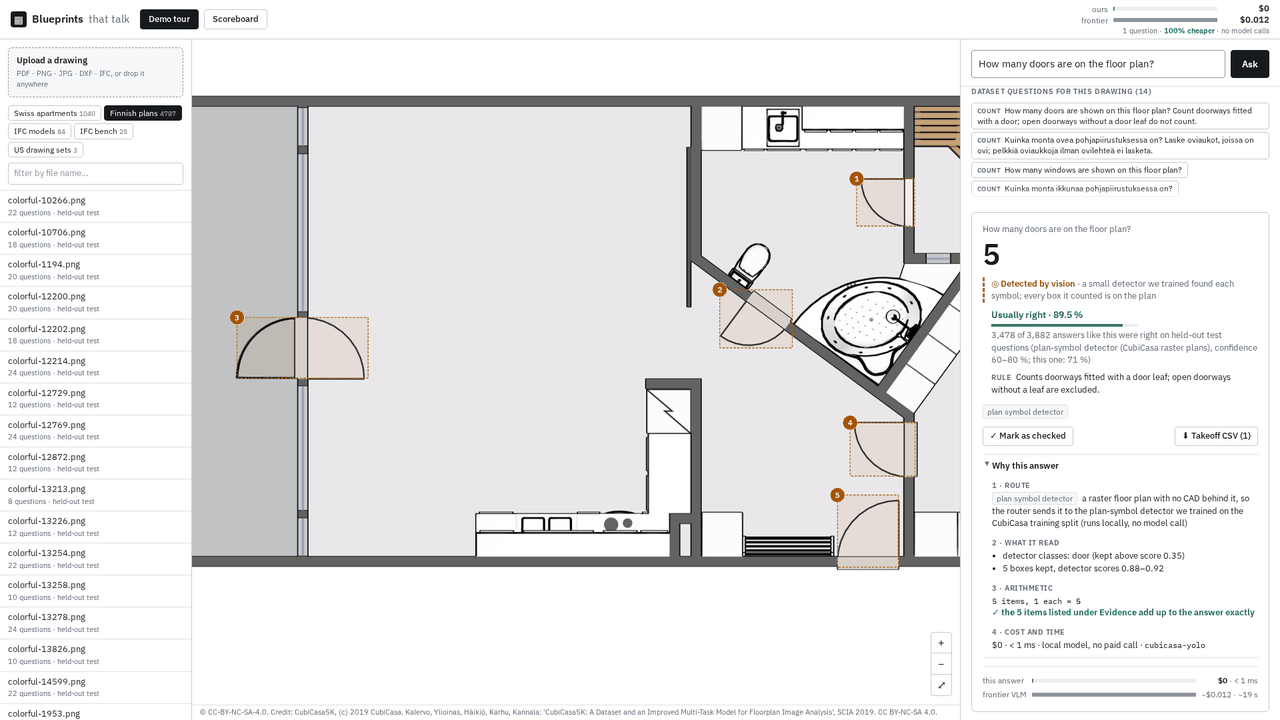 Blueprints that talk
Demo tour
Scoreboard
ours $0
frontier $0.012
1 question · 100% cheaper · no model calls
Upload a drawing
PDF · PNG · JPG · DXF · IFC, or drop it
anywhere
Swiss apartments 1040
Finnish plans 4787
IFC models 84
IFC bench 25
US drawing sets 3
filter by file name...
colorful-10266.png
22 questions · held-out test
colorful-10706.png
18 questions · held-out test
colorful-1194.png
20 questions · held-out test
colorful-12200.png
20 questions · held-out test
colorful-12202.png
18 questions · held-out test
colorful-12214.png
24 questions · held-out test
colorful-12729.png
12 questions · held-out test
colorful-12769.png
24 questions · held-out test
colorful-12872.png
12 questions · held-out test
colorful-13213.png
8 questions · held-out test
colorful-13226.png
12 questions · held-out test
colorful-13254.png
22 questions · held-out test
colorful-13258.png
10 questions · held-out test
colorful-13278.png
24 questions · held-out test
colorful-13826.png
10 questions · held-out test
colorful-14599.png
22 questions · held-out test
colorful-1953.png
1
2
3
4
5
+
−
⤢
© CC-BY-NC-SA-4.0. Credit: CubiCasa5K, (c) 2019 CubiCasa. Kalervo, Ylioinas, Häikiö, Karhu, Kannala: 'CubiCasa5K: A Dataset and an Improved Multi-Task Model for Floorplan Image Analysis', SCIA 2019. CC BY-NC-SA 4.0.
How many doors are on the floor plan?
Ask
DATASET QUESTIONS FOR THIS DRAWING (14)
COUNT How many doors are shown on this floor plan? Count doorways fitted
with a door; open doorways without a door leaf do not count.
COUNT Kuinka monta ovea pohjapiirustuksessa on? Laske oviaukot, joissa on
ovi; pelkkiä oviaukkoja ilman ovilehteä ei lasketa.
COUNT How many windows are shown on this floor plan?
COUNT Kuinka monta ikkunaa pohjapiirustuksessa on?
How many doors are on the floor plan?
5
◎ Detected by vision · a small detector we trained found each
symbol; every box it counted is on the plan
Usually right · 89.5 %
3,478 of 3,882 answers like this were right on held-out test
questions (plan-symbol detector (CubiCasa raster plans), confidence
60–80 %; this one: 71 %)
RULE Counts doorways fitted with a door leaf; open doorways
without a leaf are excluded.
plan symbol detector
✓ Mark as checked
⬇ Takeoff CSV (1)
▾ Why this answer
1 · ROUTE
plan symbol detector a raster floor plan with no CAD behind it, so
the router sends it to the plan-symbol detector we trained on the
CubiCasa training split (runs locally, no model call)
2 · WHAT IT READ
• detector classes: door (kept above score 0.35)
• 5 boxes kept, detector scores 0.88–0.92
3 · ARITHMETIC
5 items, 1 each = 5
✓ the 5 items listed under Evidence add up to the answer exactly
4 · COST AND TIME
$0 · < 1 ms · local model, no paid call · cubicasa-yolo
this answer $0 · < 1 ms
frontier VLM ~$0.012 · ~19 s